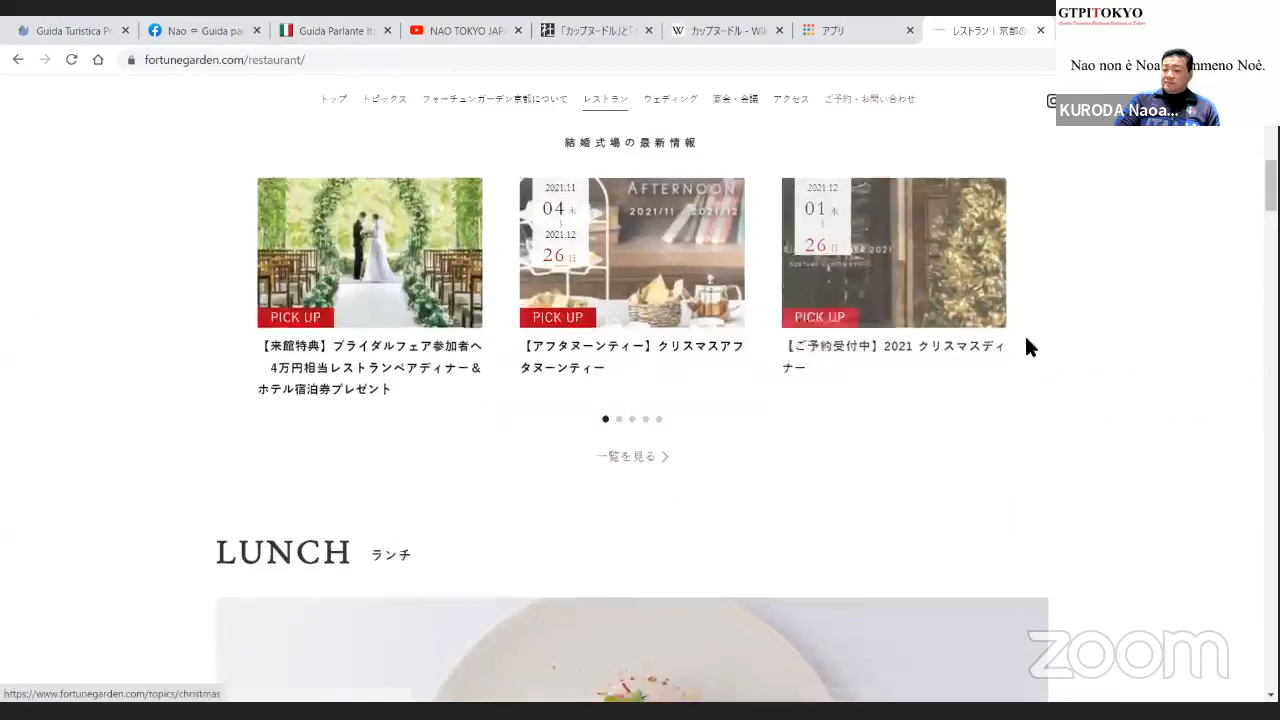 Guida Turistica
Nao ⇔ Guida pa
Guida Parlante
NAO TOKYO JAP
「カップヌードル」と「
カップヌードル - Wik
アプリ
レストラン | 京都の
fortunegarden.com/restaurant/
GTPITOKYO
Nao non è Noa
mmeno Noè.
KURODA Naoa...
トップ
トピックス
フォーチュンガーデン京都について
レストラン
ウェディング
宴会・会議
アクセス
ご予約・お問い合わせ
結婚式場の最新情報
PICK UP
【来館特典】ブライダルフェア参加者へ
4万円相当レストランペアディナー＆
ホテル宿泊券プレゼント
2021.11
04 木
～
2021.12
26 日
AFTERNOON
2021/11 - 2021/12
PICK UP
【アフタヌーンティー】クリスマスアフ
タヌーンティー
2021.12
01 水
～
26 日
PICK UP
【ご予約受付中】2021 クリスマスディ
ナー
一覧を見る
LUNCH ランチ
zoom
https://www.fortunegarden.com/topics/christmas